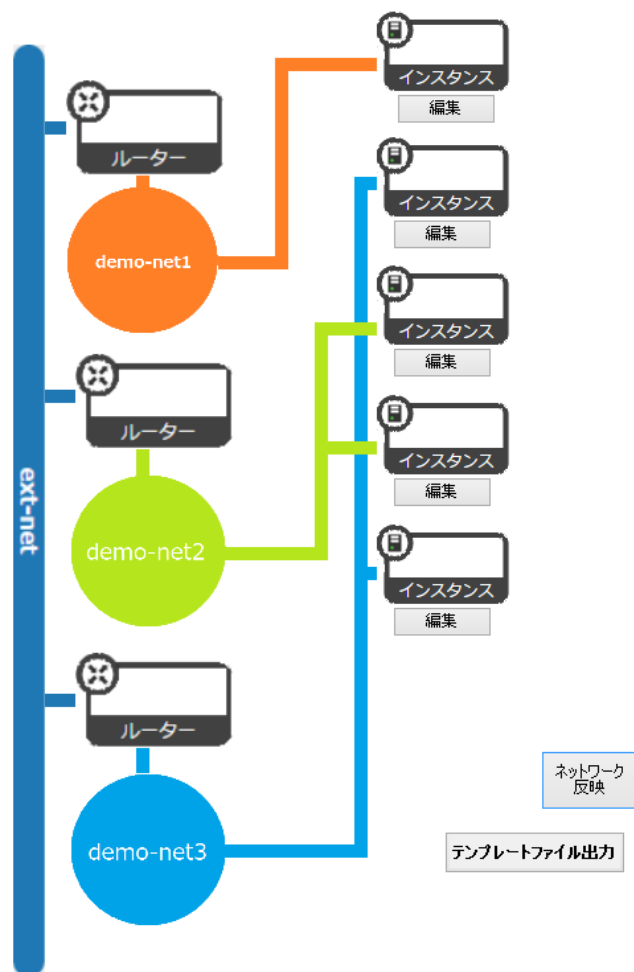 ext-net
ルーター
demo-net1
ルーター
demo-net2
ルーター
demo-net3
インスタンス
編集
インスタンス
編集
インスタンス
編集
インスタンス
編集
インスタンス
編集
ネットワーク
反映
テンプレートファイル出力